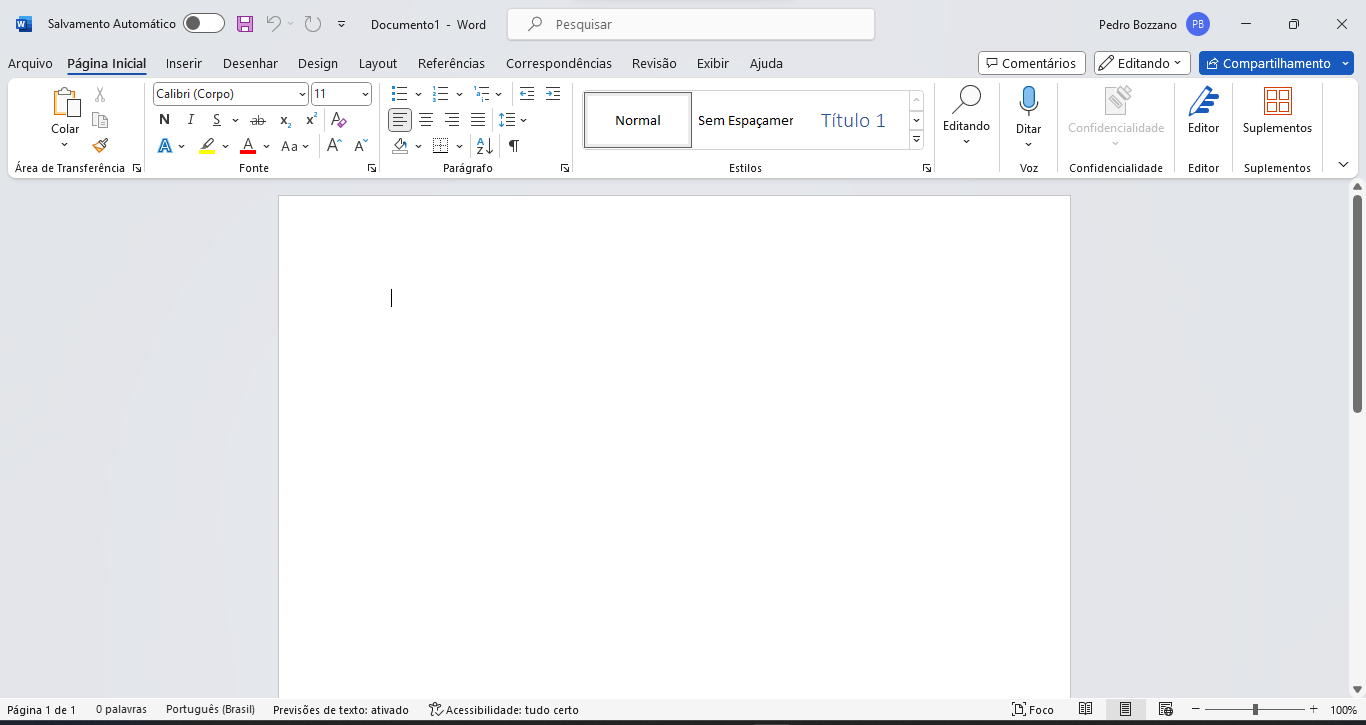 Salvamento Automático
Documento1 - Word
Pesquisar
Pedro Bozzano
PB
Arquivo
Página Inicial
Inserir
Desenhar
Design
Layout
Referências
Correspondências
Revisão
Exibir
Ajuda
Comentários
Editando
Compartilhamento
Colar
Área de Transferência
Calibri (Corpo)
11
N
I
S
ab
x₂
x²
A
A
A
Aa
A
A
Fonte
Parágrafo
Normal
Sem Espaçamer
Título 1
Estilos
Editando
Ditar
Voz
Confidencialidade
Confidencialidade
Editor
Editor
Suplementos
Suplementos
Página 1 de 1
0 palavras
Português (Brasil)
Previsões de texto: ativado
Acessibilidade: tudo certo
Foco
100%